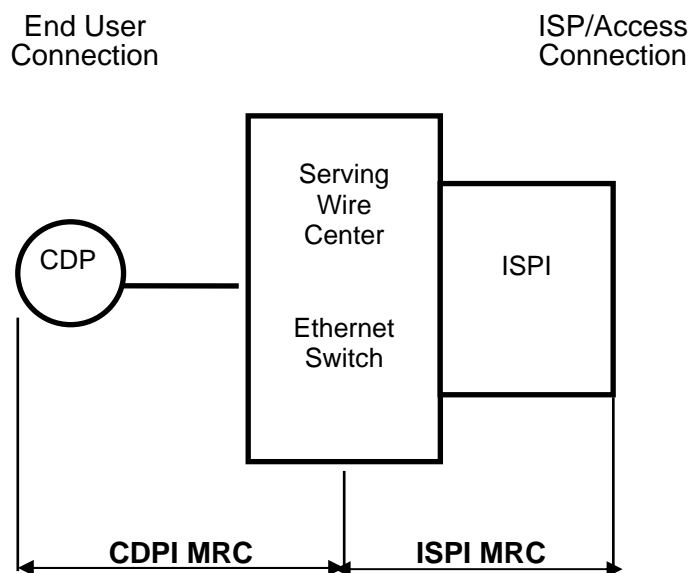 End User
Connection
ISP/Access
Connection
Serving
Wire
Center
CDP
ISPI
Ethernet
Switch
CDPI MRC
ISPI MRC